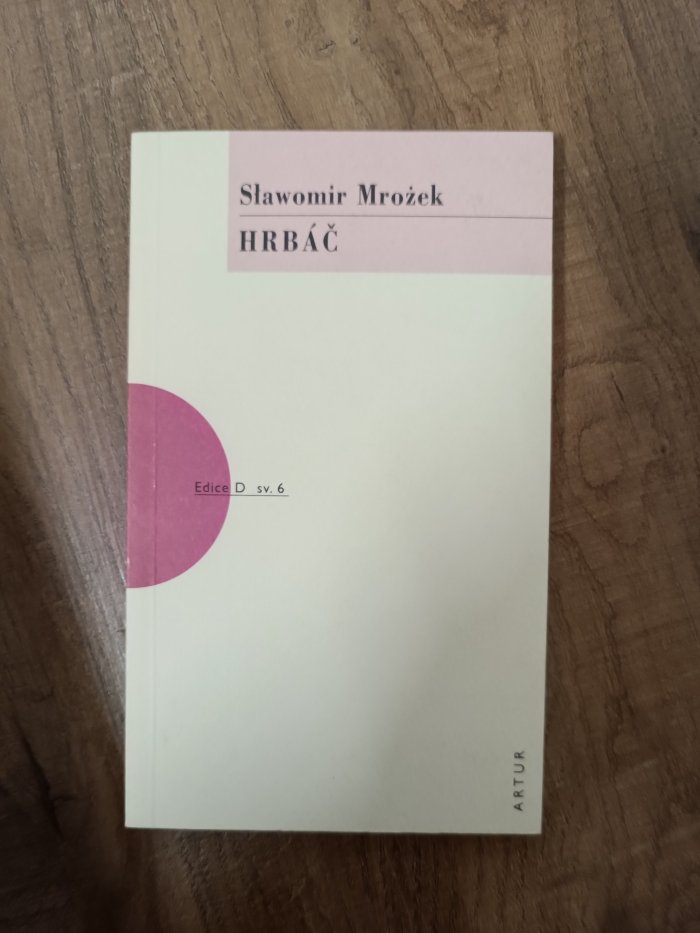 Sławomir Mrożek
HRBÁČ
Edice D sv. 6
ARTUR